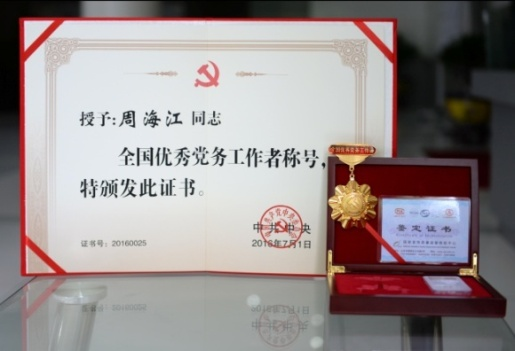 授予:周海江 同志
全国优秀党务工作者称号,
特颁发此证书。
中共中央
2016年7月1日
证书号: 20160025
鉴定证书